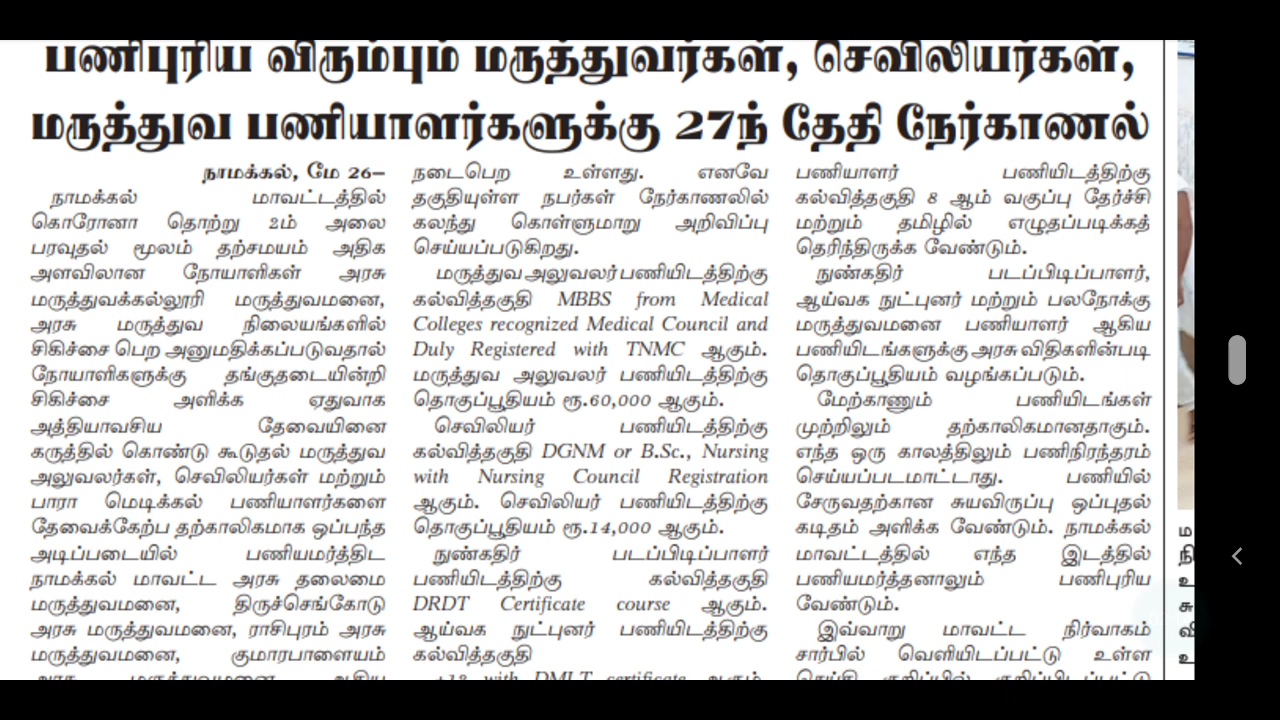 பணிபுரிய விரும்பும் மருத்துவர்கள், செவிலியர்கள்,
மருத்துவ பணியாளர்களுக்கு 27ந் தேதி நேர்காணல்
நாமக்கல், மே 26–
நாமக்கல் மாவட்டத்தில்
கொரோனா தொற்று 2ம் அலை
பரவுதல் மூலம் தற்சமயம் அதிக
அளவிலான நோயாளிகள் அரசு
மருத்துவக்கல்லூரி மருத்துவமனை,
அரசு மருத்துவ நிலையங்களில்
சிகிச்சை பெற அனுமதிக்கப்படுவதால்
நோயாளிகளுக்கு தங்குதடையின்றி
சிகிச்சை அளிக்க ஏதுவாக
அத்தியாவசிய தேவையினை
கருத்தில் கொண்டு கூடுதல் மருத்துவ
அலுவலர்கள், செவிலியர்கள் மற்றும்
பாரா மெடிக்கல் பணியாளர்களை
தேவைக்கேற்ப தற்காலிகமாக ஒப்பந்த
அடிப்படையில் பணியமர்த்திட
நாமக்கல் மாவட்ட அரசு தலைமை
மருத்துவமனை, திருச்செங்கோடு
அரசு மருத்துவமனை, ராசிபுரம் அரசு
மருத்துவமனை, குமாரபாளையம்
அரசு மருத்துவமனை ஆகிய
நடைபெற உள்ளது. எனவே
தகுதியுள்ள நபர்கள் நேர்காணலில்
கலந்து கொள்ளுமாறு அறிவிப்பு
செய்யப்படுகிறது.
மருத்துவ அலுவலர் பணியிடத்திற்கு
கல்வித்தகுதி MBBS from Medical
Colleges recognized Medical Council and
Duly Registered with TNMC ஆகும்.
மருத்துவ அலுவலர் பணியிடத்திற்கு
தொகுப்பூதியம் ரூ.60,000 ஆகும்.
செவிலியர் பணியிடத்திற்கு
கல்வித்தகுதி DGNM or B.Sc., Nursing
with Nursing Council Registration
ஆகும். செவிலியர் பணியிடத்திற்கு
தொகுப்பூதியம் ரூ.14,000 ஆகும்.
நுண்கதிர் படப்பிடிப்பாளர்
பணியிடத்திற்கு கல்வித்தகுதி
DRDT Certificate course ஆகும்.
ஆய்வக நுட்புனர் பணியிடத்திற்கு
கல்வித்தகுதி
+12 with DMLT certificate ஆகும்.
பணியாளர் பணியிடத்திற்கு
கல்வித்தகுதி 8 ஆம் வகுப்பு தேர்ச்சி
மற்றும் தமிழில் எழுதப்படிக்கத்
தெரிந்திருக்க வேண்டும்.
நுண்கதிர் படப்பிடிப்பாளர்,
ஆய்வக நுட்புனர் மற்றும் பலநோக்கு
மருத்துவமனை பணியாளர் ஆகிய
பணியிடங்களுக்கு அரசு விதிகளின்படி
தொகுப்பூதியம் வழங்கப்படும்.
மேற்காணும் பணியிடங்கள்
முற்றிலும் தற்காலிகமானதாகும்.
எந்த ஒரு காலத்திலும் பணிநிரந்தரம்
செய்யப்படமாட்டாது. பணியில்
சேருவதற்கான சுயவிருப்பு ஒப்புதல்
கடிதம் அளிக்க வேண்டும். நாமக்கல்
மாவட்டத்தில் எந்த இடத்தில்
பணியமர்த்தனாலும் பணிபுரிய
வேண்டும்.
இவ்வாறு மாவட்ட நிர்வாகம்
சார்பில் வெளியிடப்பட்டு உள்ள
செய்தி குறிப்பில் குறிப்பிடப்பட்டு